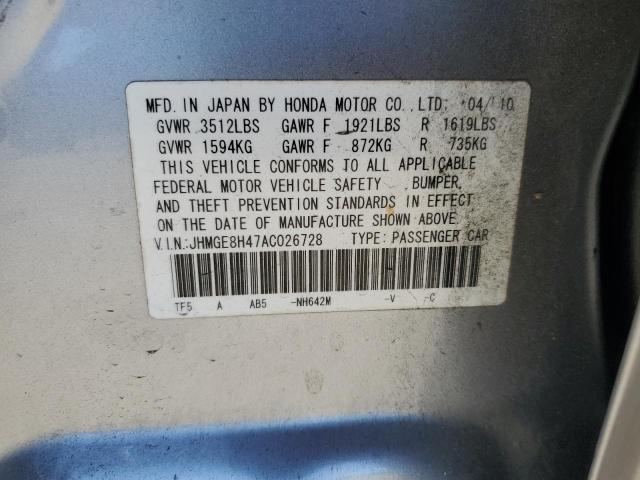 MFD. IN JAPAN BY HONDA MOTOR CO., LTD. 04/10
GVWR 3512LBS GAWR F 1921LBS R 1619LBS
GVWR 1594KG GAWR F 872KG R 735KG
THIS VEHICLE CONFORMS TO ALL APPLICABLE
FEDERAL MOTOR VEHICLE SAFETY, BUMPER,
AND THEFT PREVENTION STANDARDS IN EFFECT
ON THE DATE OF MANUFACTURE SHOWN ABOVE.
V.I.N.:JHMGE8H47AC026728 TYPE: PASSENGER CAR
TF5 A AB5 -NH642M -V -C